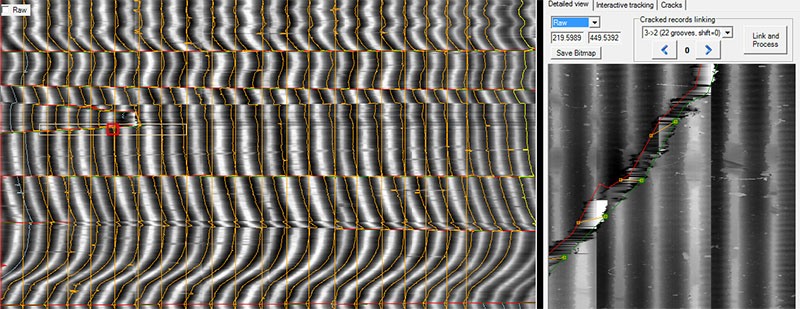 Raw
Detailed view Interactive tracking Cracks
Raw
Cracked records linking
219.5989 449.5392
3->2 (22 grooves, shift=0)
Link and Process
Save Bitmap
0